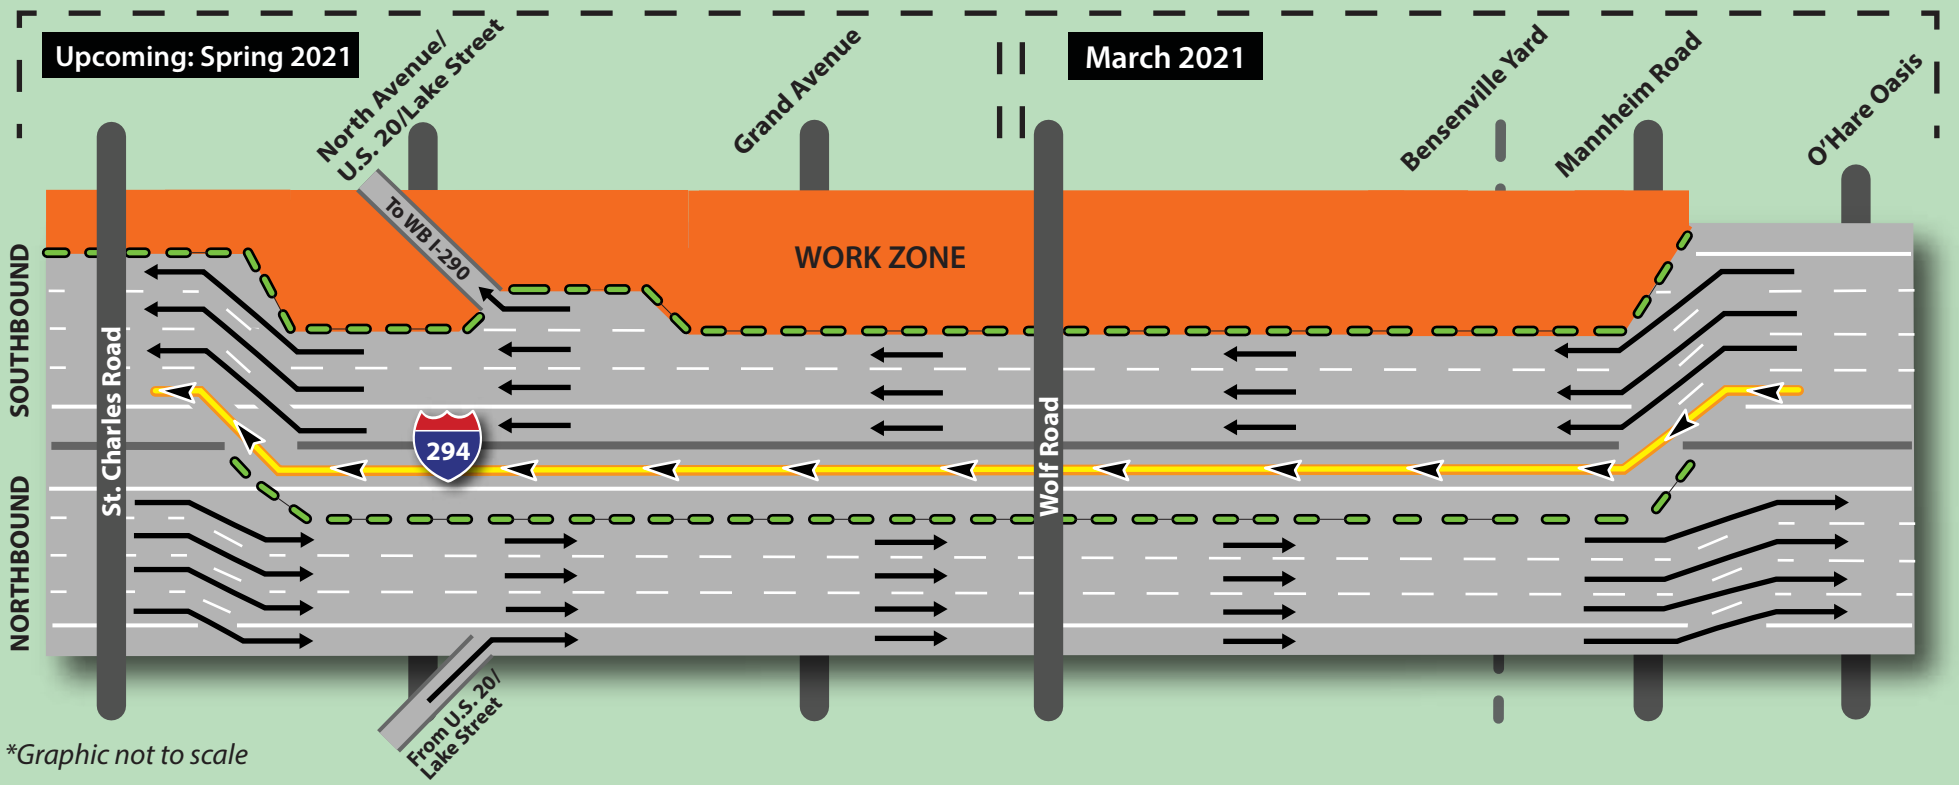 Upcoming: Spring 2021
North Avenue/
U.S. 20/Lake Street
Grand Avenue
March 2021
Bensenville Yard
Mannheim Road
O'Hare Oasis
To WB I-290
WORK ZONE
SOUTHBOUND
NORTHBOUND
St. Charles Road
294
Wolf Road
From U.S. 20/
Lake Street
*Graphic not to scale